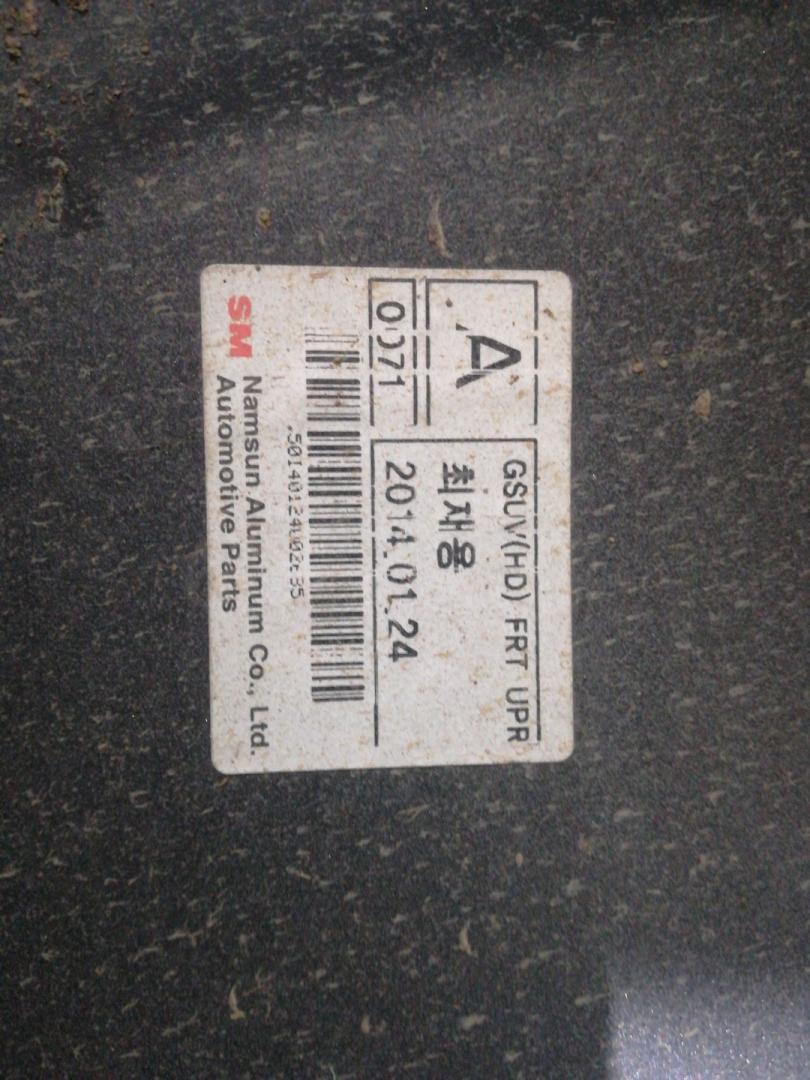 A
GSUV(HD) FRT UPR
최재용
0071
2014.01.24
SM
Namsun Aluminum Co., Ltd.
Automotive Parts